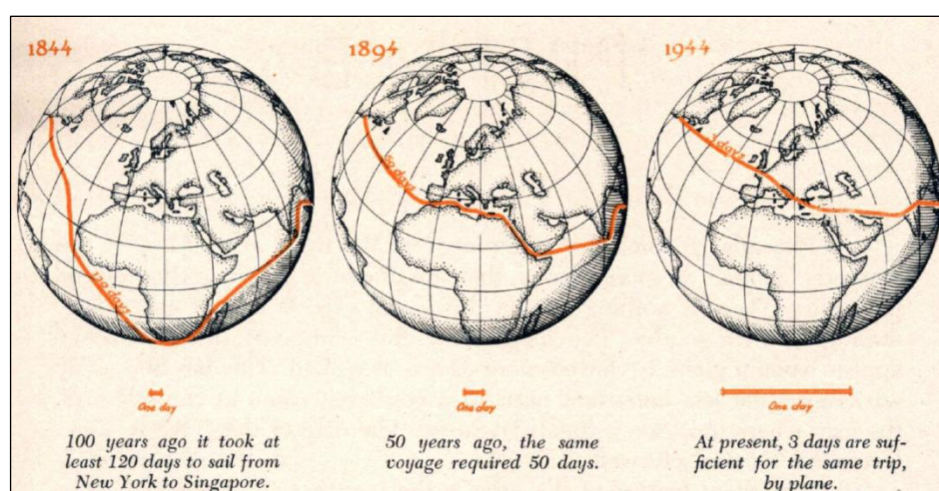 1844
120 days
One day
100 years ago it took at
least 120 days to sail from
New York to Singapore.
1894
50 days
One day
50 years ago, the same
voyage required 50 days.
1944
3 days
One day
At present, 3 days are suf-
ficient for the same trip,
by plane.